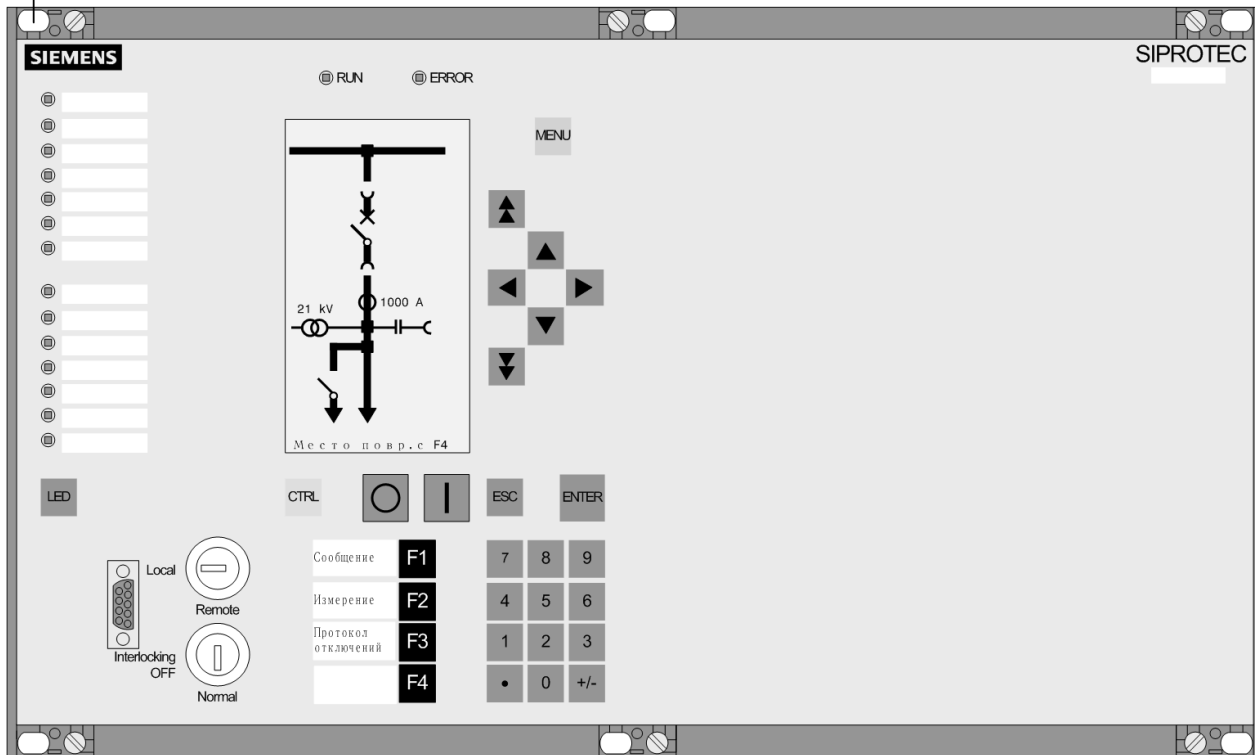 SIEMENS
SIPROTEC
RUN
ERROR
MENU
21 kV
1000 A
Место повр.с F4
LED
CTRL
ESC
ENTER
Local
Remote
Interlocking
OFF
Normal
Сообщение F1
Измерение F2
Протокол
отключений F3
F4
7 8 9
4 5 6
1 2 3
• 0 +/-